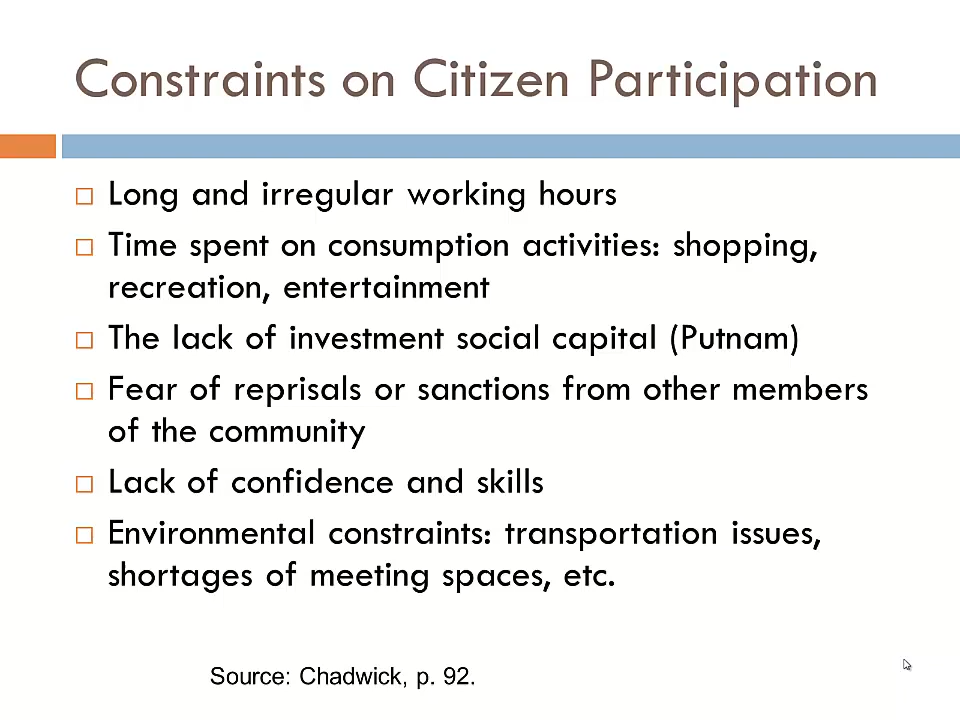 Constraints on Citizen Participation
Long and irregular working hours
Time spent on consumption activities: shopping,
recreation, entertainment
The lack of investment social capital (Putnam)
Fear of reprisals or sanctions from other members
of the community
Lack of confidence and skills
Environmental constraints: transportation issues,
shortages of meeting spaces, etc.
Source: Chadwick, p. 92.